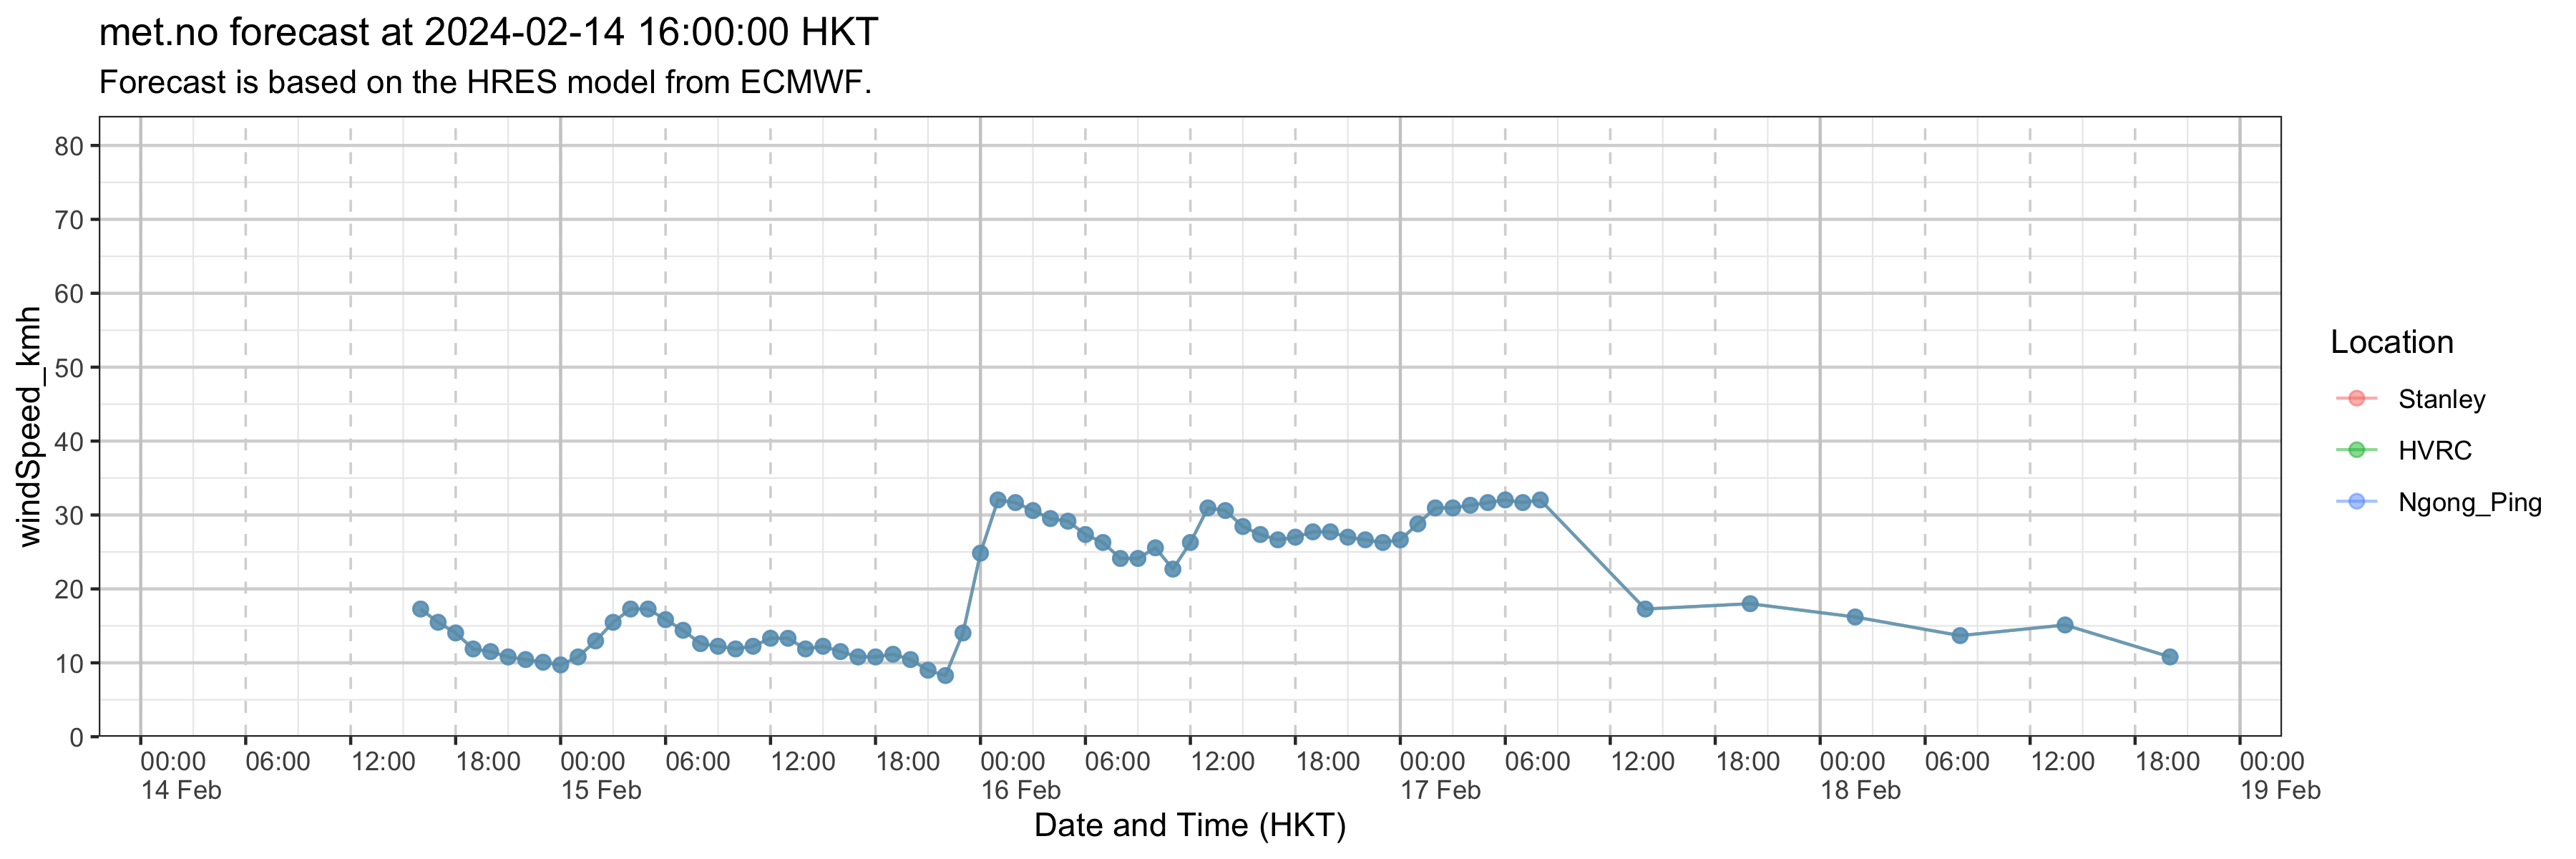 met.no forecast at 2024-02-14 16:00:00 HKT
Forecast is based on the HRES model from ECMWF.
windSpeed_kmh
80
70
60
50
40
30
20
10
0
00:00 06:00 12:00 18:00 00:00 06:00 12:00 18:00 00:00 06:00 12:00 18:00 00:00 06:00 12:00 18:00 00:00 06:00 12:00 18:00 00:00
14 Feb 15 Feb 16 Feb 17 Feb 18 Feb 19 Feb
Date and Time (HKT)
Location
Stanley
HVRC
Ngong_Ping